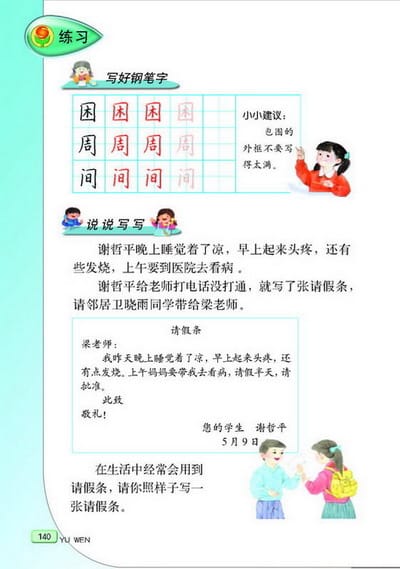 练习
写好钢笔字
困 困 困 困
周 周 周 周
间 间 间 间
小小建议：
包围的
外框不要写
得太满。
说说写写
谢哲平晚上睡觉着了凉，早上起来头疼，还有
些发烧，上午要到医院去看病。
谢哲平给老师打电话没打通，就写了张请假条，
请邻居卫晓雨同学带给梁老师。
请假条
梁老师：
我昨天晚上睡觉着了凉，早上起来头疼，还
有点发烧。上午妈妈要带我去看病，请假半天，请
批准。
此致
敬礼！
您的学生 谢哲平
5月9日
在生活中经常会用到
请假条，请你照样子写一
张请假条。
140
YU WEN